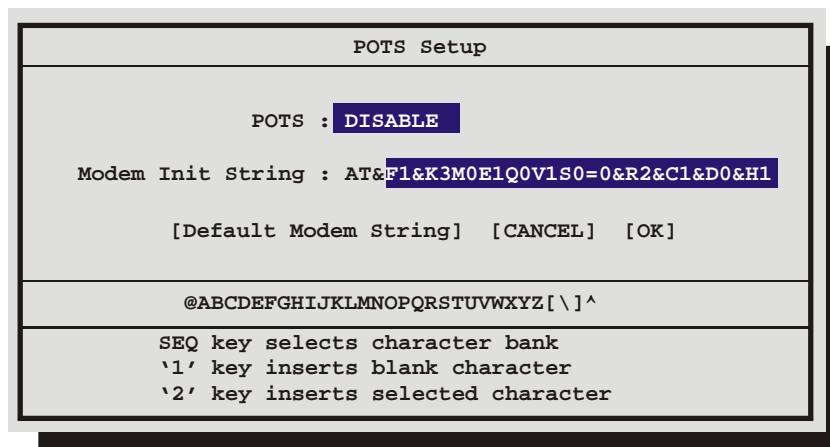 POTS Setup
POTS : DISABLE
Modem Init String : AT&F1&K3M0E1Q0V1S0=0&R2&C1&D0&H1
[Default Modem String] [CANCEL] [OK]
@ABCDEFGHIJKLMNOPQRSTUVWXYZ[\]^
SEQ key selects character bank
‘1’ key inserts blank character
‘2’ key inserts selected character